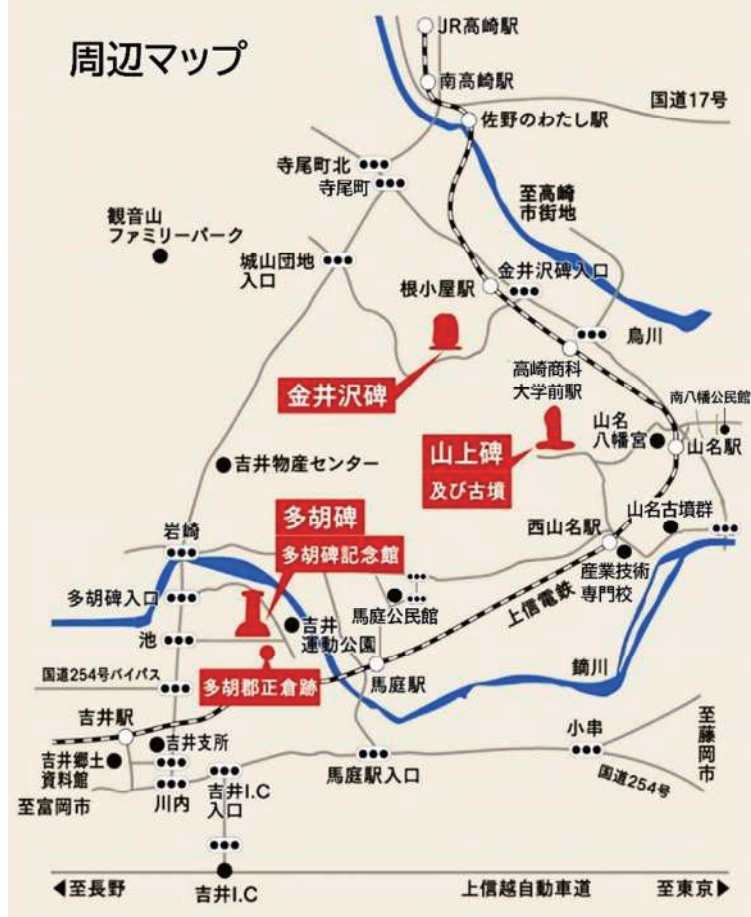 周辺マップ
JR高崎駅
南高崎駅
国道17号
佐野のわたし駅
寺尾町北
寺尾町
至高崎
市街地
観音山
ファミリーパーク
城山団地
入口
金井沢碑入口
根小屋駅
烏川
金井沢碑
高崎商科
大学前駅
南八幡公民館
山名
八幡宮
山名駅
山上碑
及び古墳
吉井物産センター
多胡碑
多胡碑記念館
山名古墳群
西山名駅
岩崎
産業技術
専門校
多胡碑入口
馬庭公民館
上信電鉄
吉井
運動公園
池
鏑川
国道254号バイパス
多胡郡正倉跡
馬庭駅
吉井駅
吉井支所
小串
至藤岡市
吉井郷土
資料館
馬庭駅入口
国道254号
至富岡市
川内
吉井I.C
入口
◀至長野
吉井I.C
上信越自動車道
至東京▶